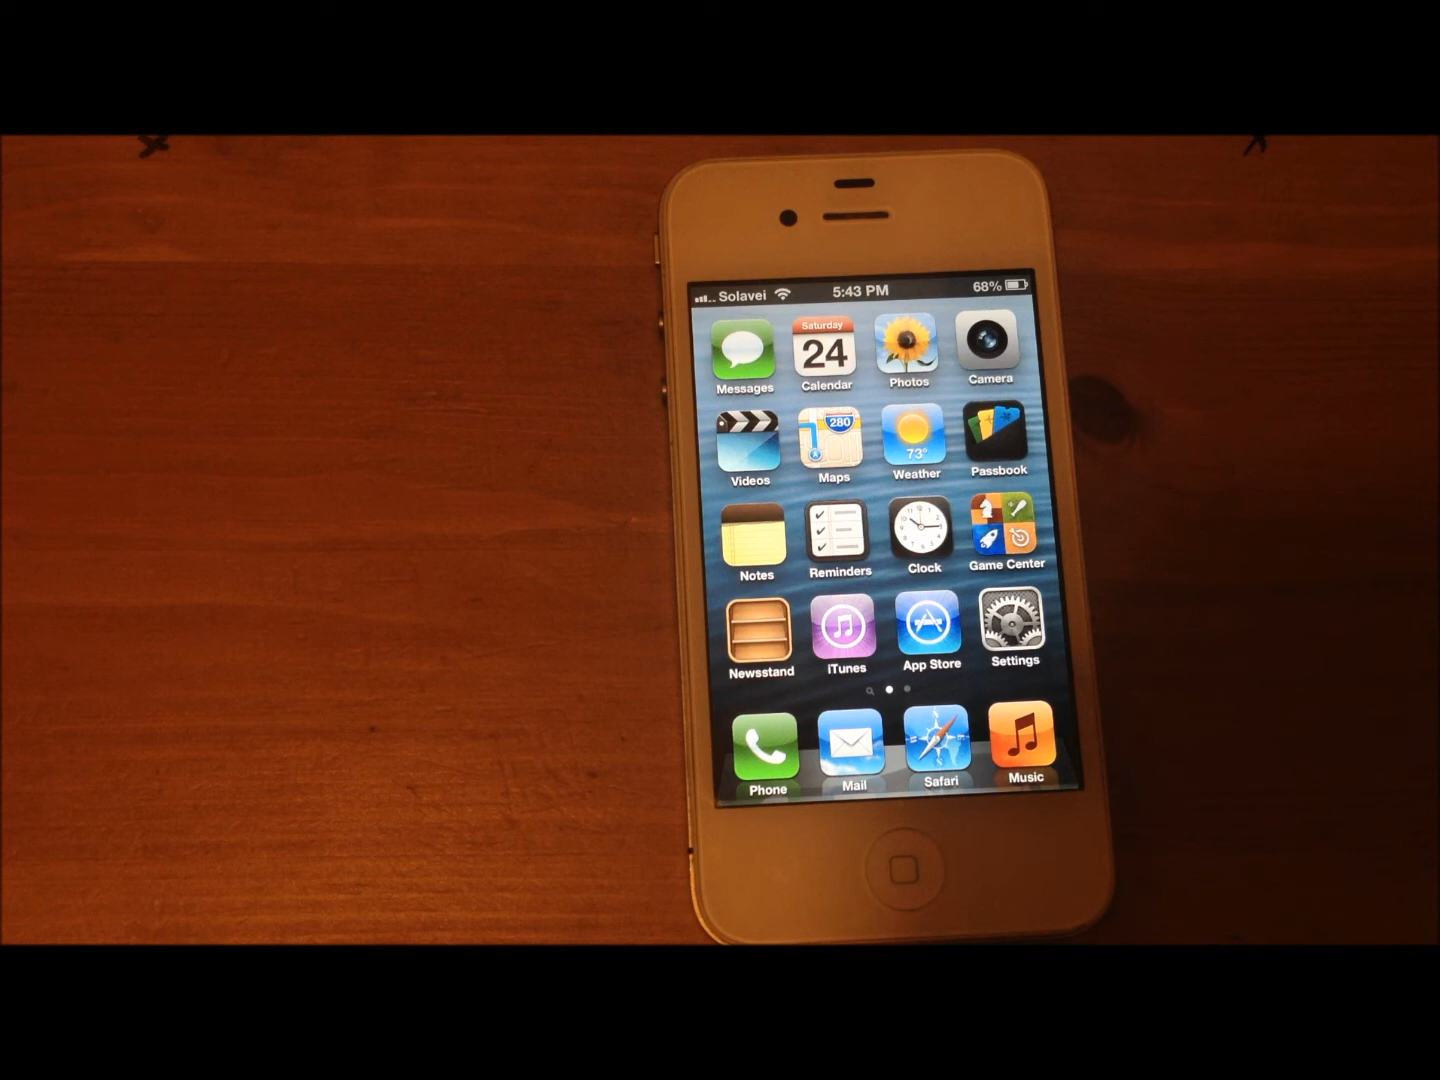 Solavei 5:43 PM 68%
Saturday
24
Messages Calendar Photos Camera
280
73°
Videos Maps Weather Passbook
Notes Reminders Clock Game Center
Newsstand iTunes App Store Settings
Phone Mail Safari Music